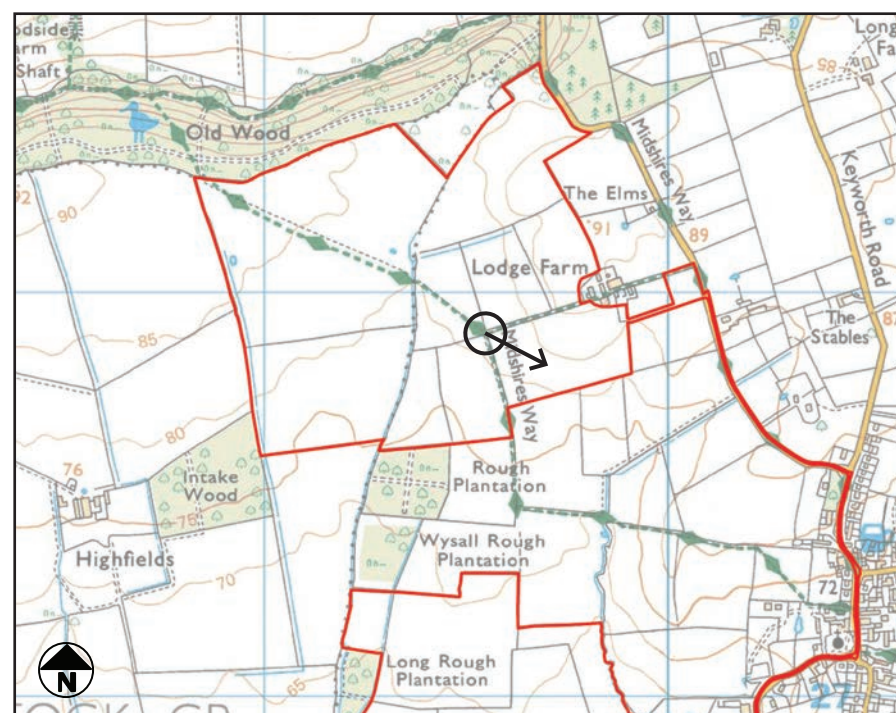 odside
arm
Shaft
Old Wood
92
90
85
Long
Fa
Midshires Way
Keyworth Road
The Elms
91
89
Lodge Farm
The
Stables
82
85
Midshires Way
80
76
Intake
Wood
75
Rough
Plantation
Wysall Rough
Plantation
Highfields
70
72
65
Long Rough
Plantation
N
27